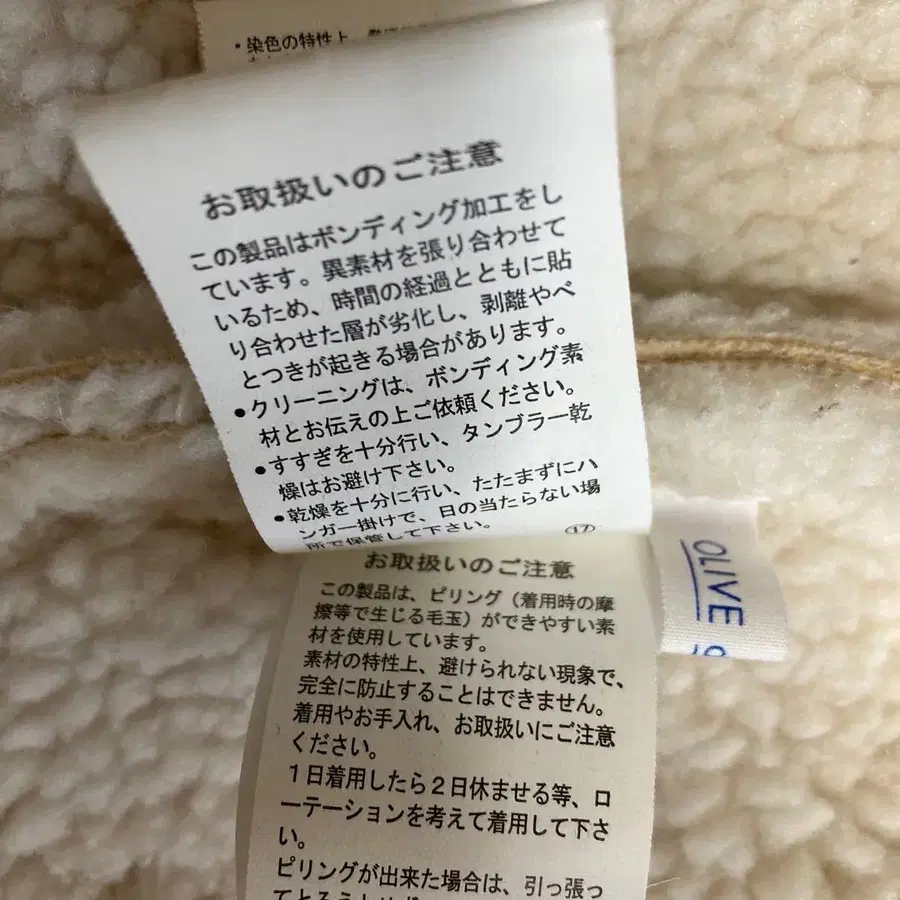 ・染色の特性上、
お取扱いのご注意
この製品はボンディング加工をし
ています。異素材を張り合わせて
いるため、時間の経過とともに貼
り合わせた層が劣化し、剥離やベ
とつきが起きる場合があります。
●クリーニングは、ボンディング素
材とお伝えの上ご依頼ください。
●すすぎを十分行い、タンブラー乾
燥はお避け下さい。
●乾燥を十分に行い、たたまずにハ
ンガー掛けで、日の当たらない場
所で保管して下さい。
⑰
お取扱いのご注意
この製品は、ピリング（着用時の摩
擦等で生じる毛玉）ができやすい素
材を使用しています。
素材の特性上、避けられない現象で、
完全に防止することはできません。
着用やお手入れ、お取扱いにご注意
ください。
１日着用したら２日休ませる等、ロ
ーテーションを考えて着用して下さ
い。
ピリングが出来た場合は、引っ張っ
OLIVE